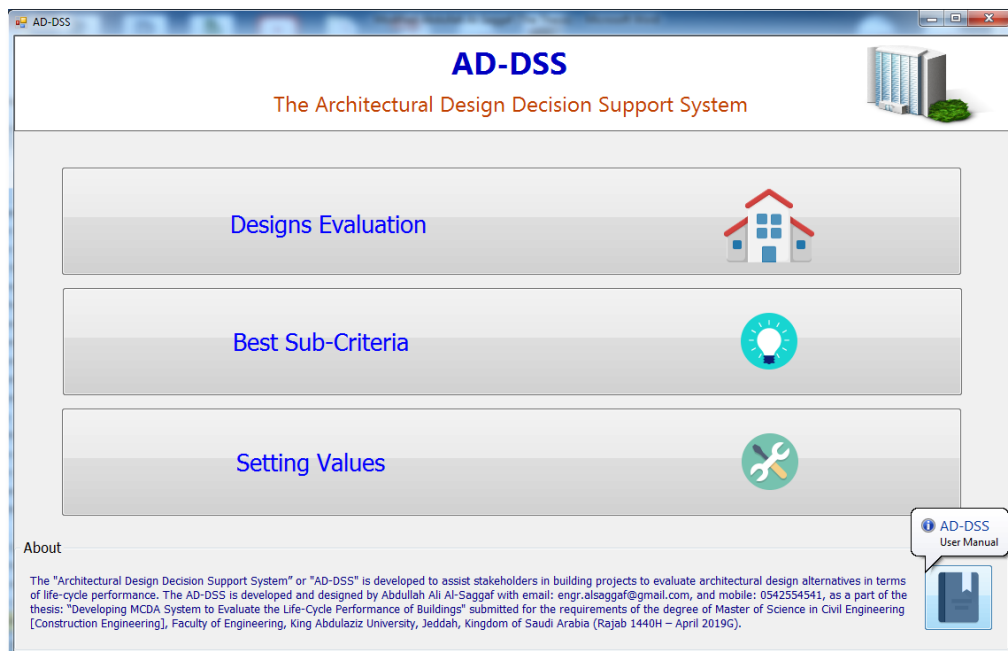 AD-DSS
AD-DSS
The Architectural Design Decision Support System
Designs Evaluation
Best Sub-Criteria
Setting Values
AD-DSS
User Manual
About
The "Architectural Design Decision Support System” or "AD-DSS" is developed to assist stakeholders in building projects to evaluate architectural design alternatives in terms
of life-cycle performance. The AD-DSS is developed and designed by Abdullah Ali Al-Saggaf with email: engr.alsaggaf@gmail.com, and mobile: 0542554541, as a part of the
thesis: “Developing MCDA System to Evaluate the Life-Cycle Performance of Buildings" submitted for the requirements of the degree of Master of Science in Civil Engineering
[Construction Engineering], Faculty of Engineering, King Abdulaziz University, Jeddah, Kingdom of Saudi Arabia (Rajab 1440H – April 2019G).